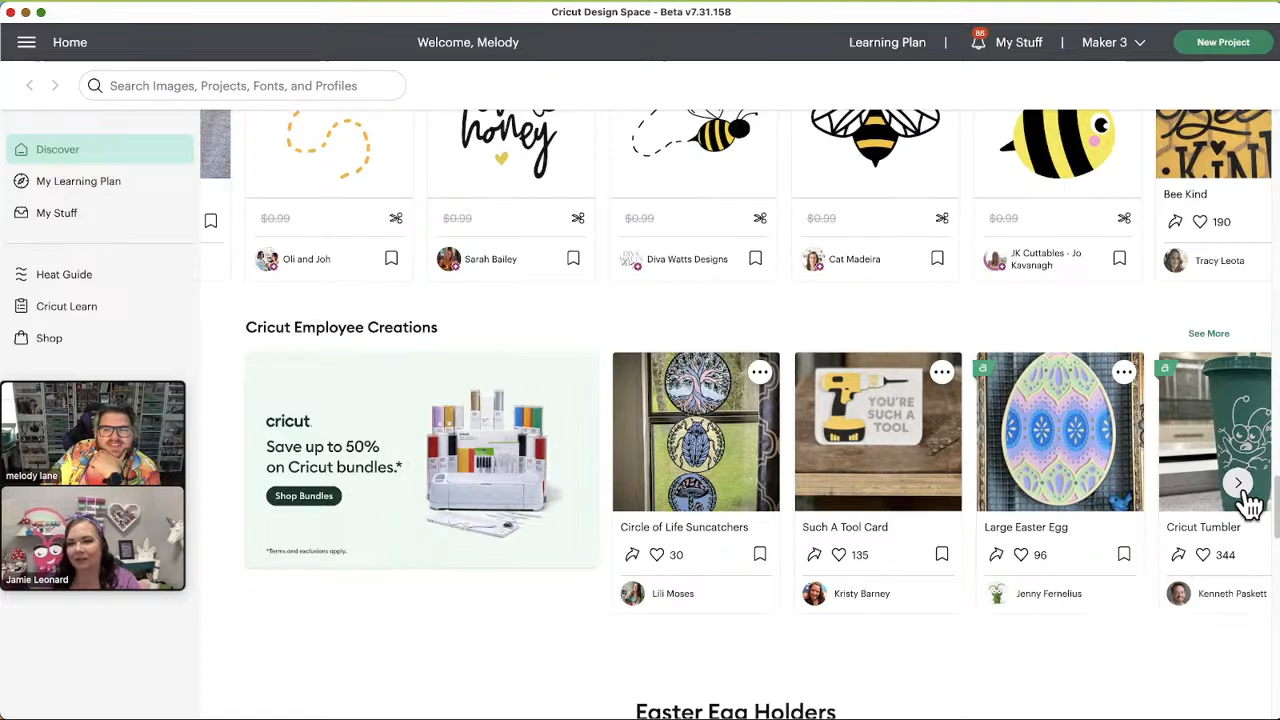 Cricut Design Space - Beta v7.31.158
Home
Welcome, Melody
Learning Plan
86
My Stuff
Maker 3
New Project
Search Images, Projects, Fonts, and Profiles
Discover
My Learning Plan
My Stuff
Heat Guide
Cricut Learn
Shop
honey
BEE
KIND
$0.99
$0.99
$0.99
$0.99
$0.99
Bee Kind
190
Oli and Joh
Sarah Bailey
Diva Watts Designs
Cat Madeira
JK Cuttables - Jo
Kavanagh
Tracy Leota
Cricut Employee Creations
See More
cricut
Save up to 50%
on Cricut bundles.*
Shop Bundles
*Terms and exclusions apply.
YOU'RE
SUCH A
TOOL
a
a
Circle of Life Suncatchers
30
Lili Moses
Such A Tool Card
135
Kristy Barney
Large Easter Egg
96
Jenny Fernelius
Cricut Tumbler
344
Kenneth Paskett
melody lane
Jamie Leonard
Easter Egg Holders